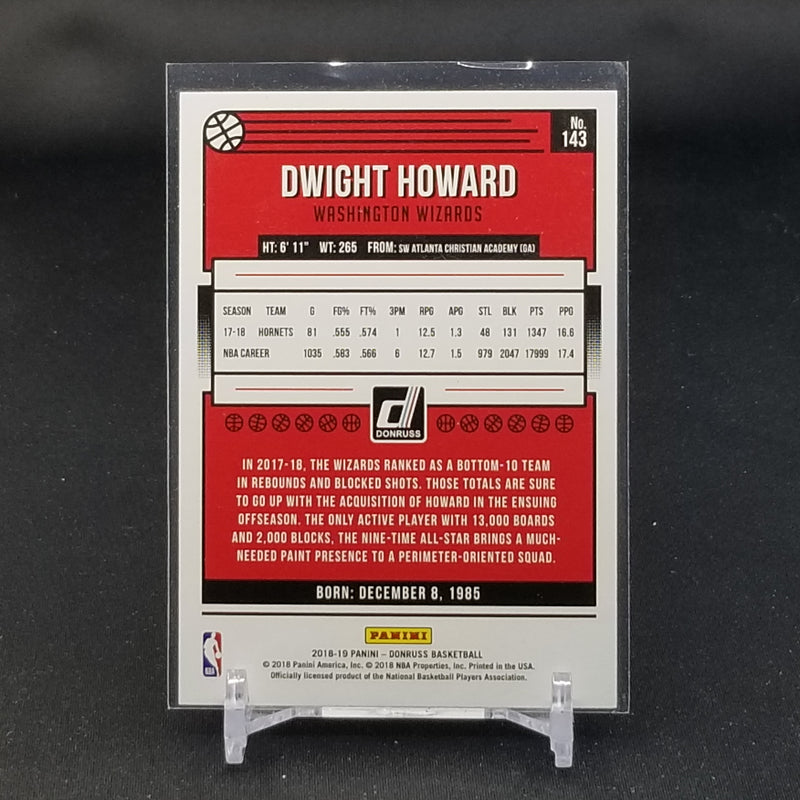 No.
143
DWIGHT HOWARD
WASHINGTON WIZARDS
HT: 6' 11" WT: 265 FROM: SW ATLANTA CHRISTIAN ACADEMY (GA)
SEASON TEAM G FG% FT% 3PM RPG APG STL BLK PTS PPG
17-18 HORNETS 81 .555 .574 1 12.5 1.3 48 131 1347 16.6
NBA CAREER 1035 .583 .566 6 12.7 1.5 979 2047 17999 17.4
d
DONRUSS
IN 2017-18, THE WIZARDS RANKED AS A BOTTOM-10 TEAM
IN REBOUNDS AND BLOCKED SHOTS. THOSE TOTALS ARE SURE
TO GO UP WITH THE ACQUISITION OF HOWARD IN THE ENSUING
OFFSEASON. THE ONLY ACTIVE PLAYER WITH 13,000 BOARDS
AND 2,000 BLOCKS, THE NINE-TIME ALL-STAR BRINGS A MUCH-
NEEDED PAINT PRESENCE TO A PERIMETER-ORIENTED SQUAD.
BORN: DECEMBER 8, 1985
PANINI
NBA
2018-19 PANINI – DONRUSS BASKETBALL
© 2018 Panini America, Inc. © 2018 NBA Properties, Inc. Printed in the USA.
Officially licensed product of the National Basketball Players Association.